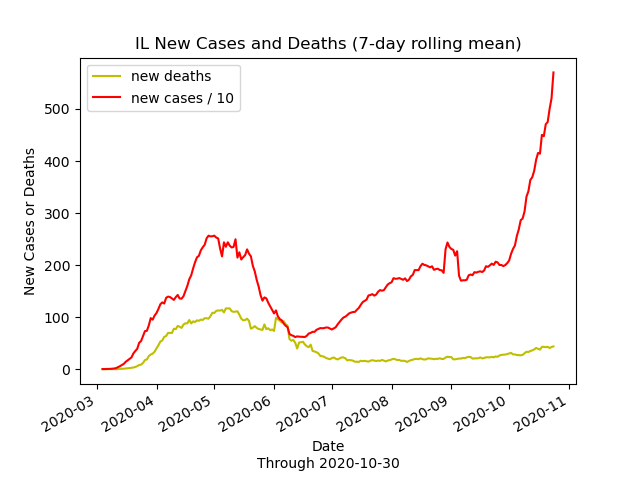 IL New Cases and Deaths (7-day rolling mean)
new deaths
new cases / 10
New Cases or Deaths
500
400
300
200
100
0
2020-03
2020-04
2020-05
2020-06
2020-07
2020-08
2020-09
2020-10
2020-11
Date
Through 2020-10-30